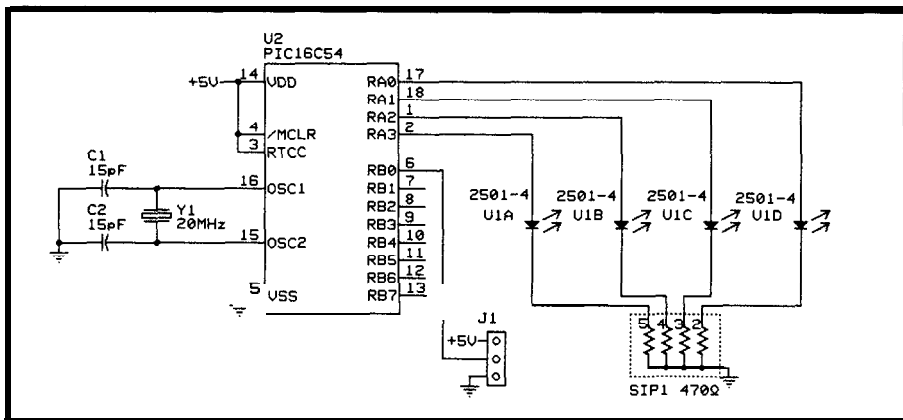 U2
PIC16C54
+5V 14 VDD
RA0 17
RA1 18
RA2 1
/MCLR 4
RA3 2
RTCC 3
C1
15pF
RB0 6
16 OSC1
RB1 7
C2
15pF
Y1
20MHz
RB2 8
RB3 9
15 OSC2
RB4 10
RB5 11
RB6 12
5 VSS
RB7 13
2501-4 2501-4 2501-4 2501-4
U1A U1B U1C U1D
J1
+5V
5 4 3 2
SIP1 470Ω